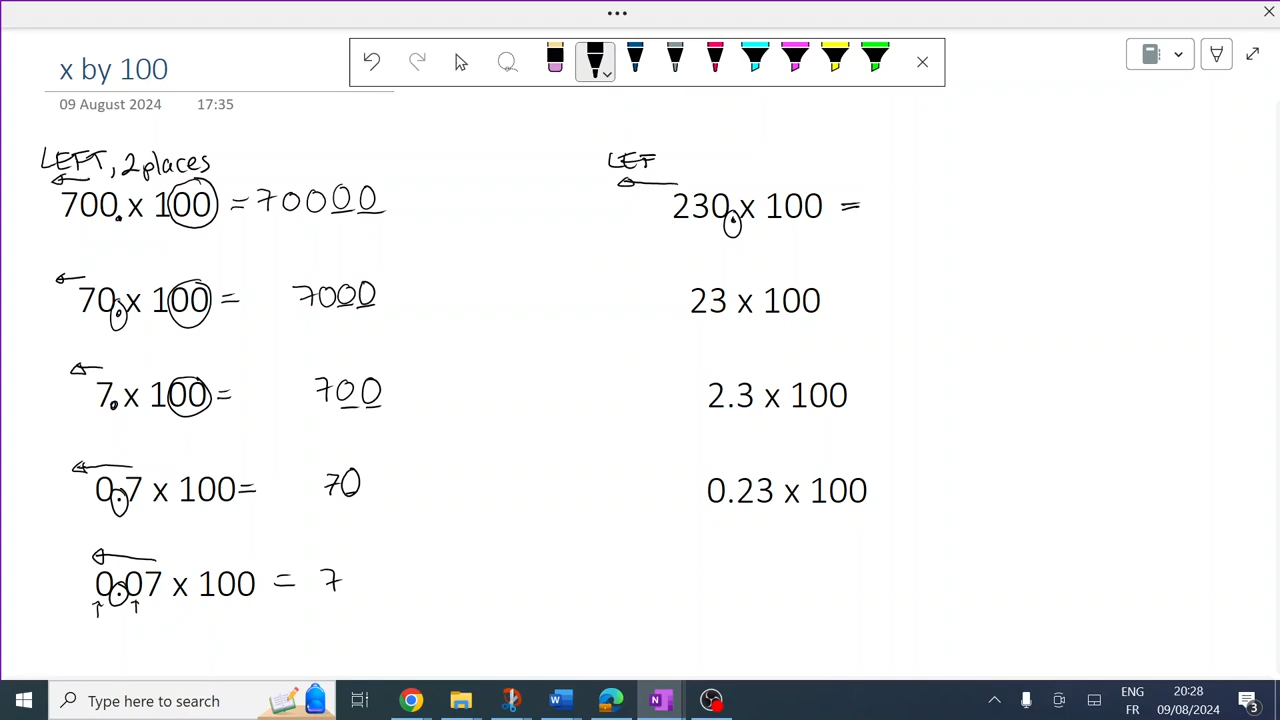 x by 100
09 August 2024 17:35
LEFT, 2 places
700. x 100 = 70000
70. x 100 = 7000
7. x 100 = 700
0.7 x 100 = 70
0.07 x 100 = 7
LEF
230. x 100 =
23 x 100
2.3 x 100
0.23 x 100
Type here to search
ENG
FR
20:28
09/08/2024
3